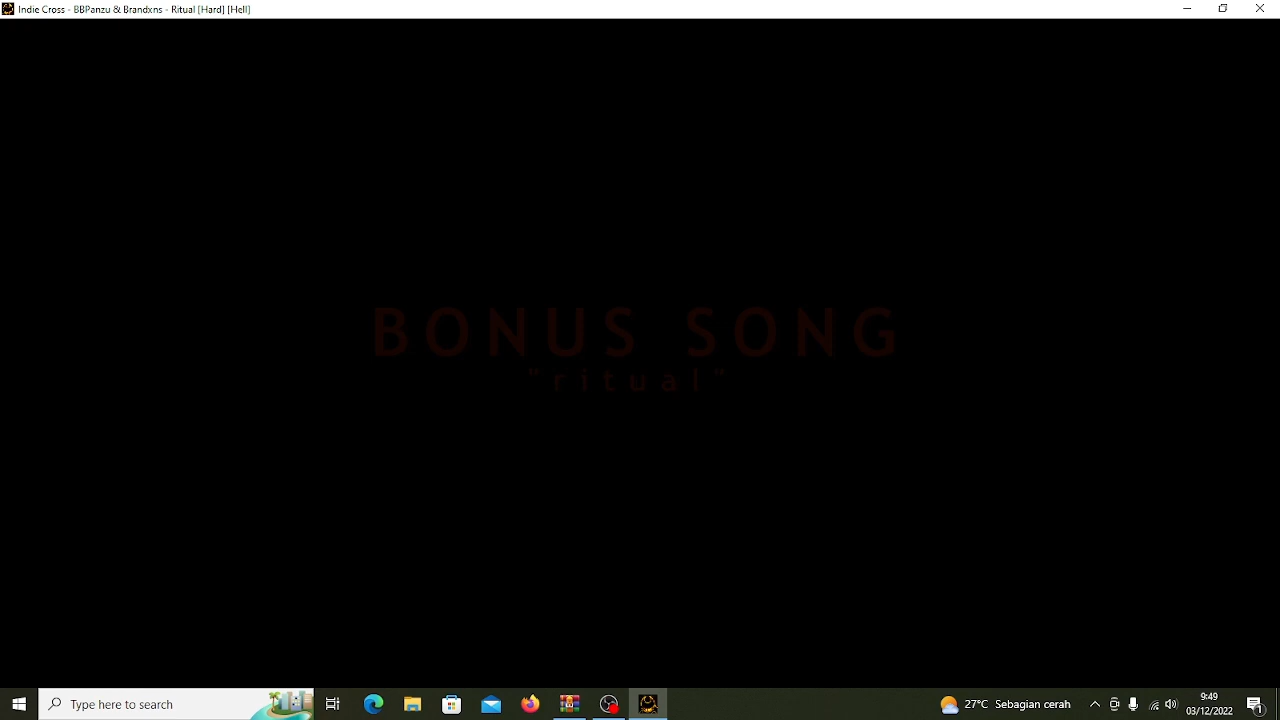 Indie Cross - BBPanzu & Brandxns - Ritual [Hard] [Hell]
BONUS SONG
"ritual"
Type here to search
27°C Sebagian cerah
9:49
03/12/2022
1